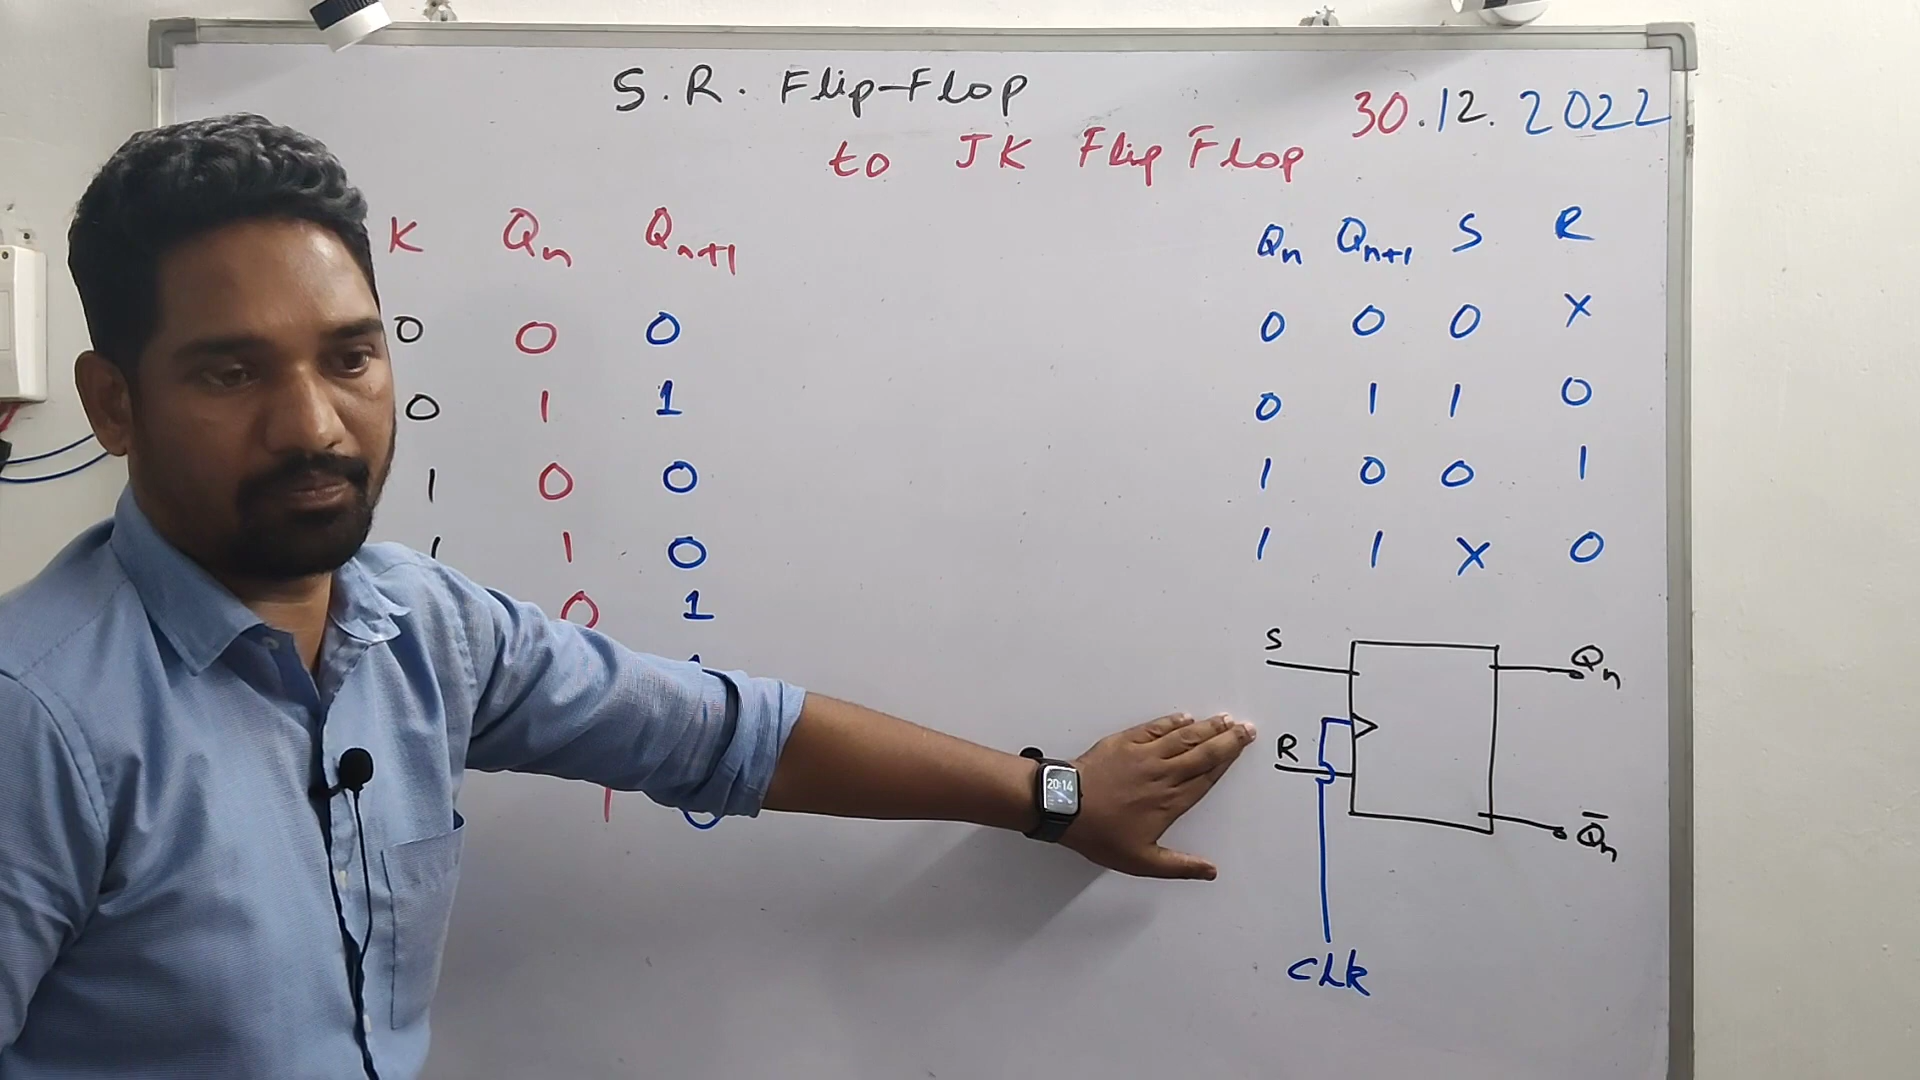 S.R. Flip-Flop
to JK Flip Flop
30.12.2022
K Qn Qn+1
0 0 0
0 1 1
1 0 0
1 1 0
0 1
1
Qn Qn+1 S R
0 0 0 X
0 1 1 0
1 0 0 1
1 1 X 0
S
Qn
R
Q̅n
CLK
20:14